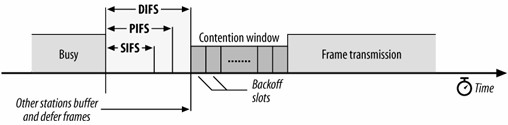 DIFS
PIFS
SIFS
Busy
Contention window
.......
Frame transmission
Backoff
slots
Time
Other stations buffer
and defer frames